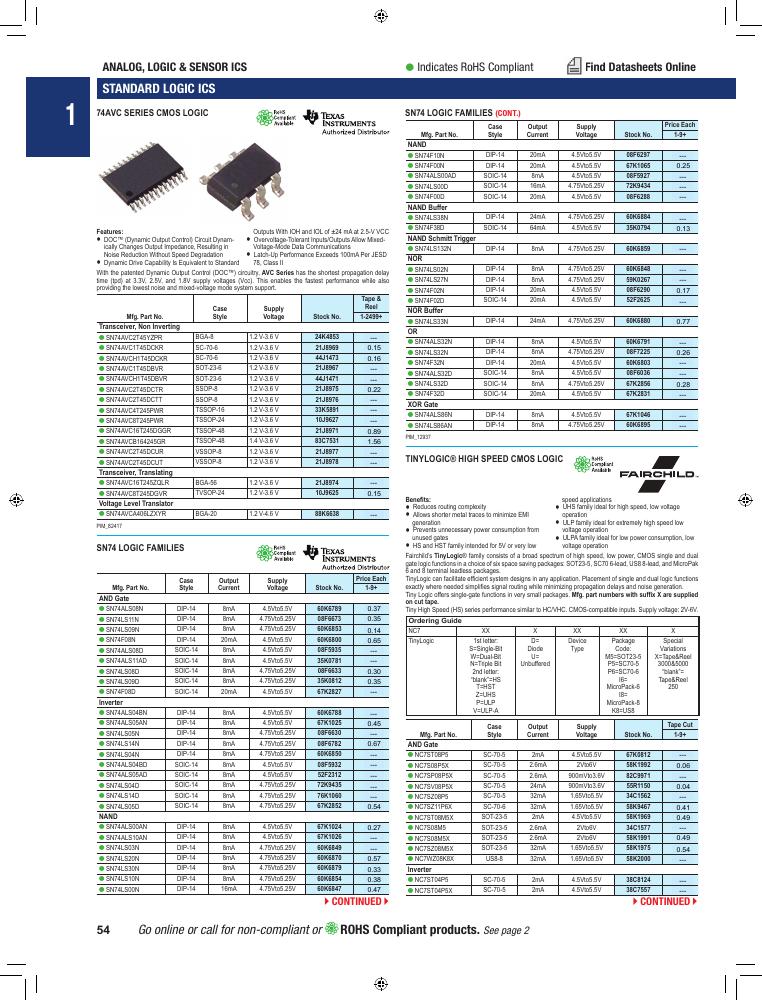 ANALOG, LOGIC & SENSOR ICS
Indicates RoHS Compliant
Find Datasheets Online
STANDARD LOGIC ICS
1
74AVC SERIES CMOS LOGIC
RoHS Compliant Available
TEXAS INSTRUMENTS
Authorized Distributor
Features:
• DOC™ (Dynamic Output Control) Circuit Dynam-
ically Changes Output Impedance, Resulting in
Noise Reduction Without Speed Degradation
• Dynamic Drive Capability Is Equivalent to Standard
Outputs With IOH and IOL of ±24 mA at 2.5-V VCC
• Overvoltage-Tolerant Inputs/Outputs Allow Mixed-
Voltage-Mode Data Communications
• Latch-Up Performance Exceeds 100mA Per JESD
78, Class II
With the patented Dynamic Output Control (DOC™) circuitry, AVC Series has the shortest propagation delay
time (tpd) at 3.3V, 2.5V, and 1.8V supply voltages (Vcc). This enables the fastest performance while also
providing the lowest noise and mixed-voltage mode system support.
Mfg. Part No. Case Style Supply Voltage Stock No. Tape & Reel 1-2499+
Transceiver, Non Inverting
SN74AVC2T45YZPR BGA-8 1.2 V-3.6 V 24K4853 ---
SN74AVC1T45DCKR SC-70-6 1.2 V-3.6 V 21J8969 0.15
SN74AVCH1T45DCKR SC-70-6 1.2 V-3.6 V 44J1473 0.16
SN74AVC1T45DBVR SOT-23-6 1.2 V-3.6 V 21J8967 ---
SN74AVCH1T45DBVR SOT-23-6 1.2 V-3.6 V 44J1471 ---
SN74AVC2T45DCTR SSOP-8 1.2 V-3.6 V 21J8975 0.22
SN74AVC2T45DCTT SSOP-8 1.2 V-3.6 V 21J8976 ---
SN74AVC4T245PWR TSSOP-16 1.2 V-3.6 V 33K5891 ---
SN74AVC8T245PWR TSSOP-24 1.2 V-3.6 V 10J9627 ---
SN74AVC16T245DGGR TSSOP-48 1.2 V-3.6 V 21J8971 0.89
SN74AVCB164245GR TSSOP-48 1.4 V-3.6 V 83C7531 1.56
SN74AVC2T45DCUR VSSOP-8 1.2 V-3.6 V 21J8977 ---
SN74AVC2T45DCUT VSSOP-8 1.2 V-3.6 V 21J8978 ---
Transceiver, Translating
SN74AVC16T245ZQLR BGA-56 1.2 V-3.6 V 21J8974 ---
SN74AVC8T245DGVR TVSOP-24 1.2 V-3.6 V 10J9625 0.15
Voltage Level Translator
SN74AVCA406LZXYR BGA-20 1.2 V-4.6 V 88K6638 ---
PIM_82417
SN74 LOGIC FAMILIES
RoHS Compliant Available
TEXAS INSTRUMENTS
Authorized Distributor
Mfg. Part No. Case Style Output Current Supply Voltage Stock No. Price Each 1-9+
AND Gate
SN74ALS08N DIP-14 8mA 4.5Vto5.5V 60K6789 0.37
SN74LS11N DIP-14 8mA 4.75Vto5.25V 08F6673 0.35
SN74LS09N DIP-14 8mA 4.75Vto5.25V 60K6853 0.14
SN74F08N DIP-14 20mA 4.5Vto5.5V 60K6800 0.65
SN74ALS08D SOIC-14 8mA 4.5Vto5.5V 08F5935 ---
SN74ALS11AD SOIC-14 8mA 4.5Vto5.5V 35K0781 ---
SN74LS08D SOIC-14 8mA 4.75Vto5.25V 08F6633 0.30
SN74LS09D SOIC-14 8mA 4.75Vto5.25V 35K0812 0.35
SN74F08D SOIC-14 20mA 4.5Vto5.5V 67K2827 ---
Inverter
SN74ALS04BN DIP-14 8mA 4.5Vto5.5V 60K6788 ---
SN74ALS05AN DIP-14 8mA 4.5Vto5.5V 67K1025 0.45
SN74LS05N DIP-14 8mA 4.75Vto5.25V 08F6630 ---
SN74LS14N DIP-14 8mA 4.75Vto5.25V 08F6782 0.67
SN74LS04N DIP-14 8mA 4.75Vto5.25V 60K6850 ---
SN74ALS04BD SOIC-14 8mA 4.5Vto5.5V 08F5932 ---
SN74ALS05AD SOIC-14 8mA 4.5Vto5.5V 52F2312 ---
SN74LS04D SOIC-14 8mA 4.75Vto5.25V 72K9435 ---
SN74LS14D SOIC-14 8mA 4.75Vto5.25V 76K1060 ---
SN74LS05D SOIC-14 8mA 4.75Vto5.25V 67K2852 0.54
NAND
SN74ALS00AN DIP-14 8mA 4.5Vto5.5V 67K1024 0.27
SN74ALS10AN DIP-14 8mA 4.5Vto5.5V 67K1026 ---
SN74LS03N DIP-14 8mA 4.75Vto5.25V 60K6849 ---
SN74LS20N DIP-14 8mA 4.75Vto5.25V 60K6870 0.57
SN74LS30N DIP-14 8mA 4.75Vto5.25V 60K6879 0.33
SN74LS10N DIP-14 8mA 4.75Vto5.25V 60K6854 0.38
SN74LS00N DIP-14 16mA 4.75Vto5.25V 60K6847 0.47
CONTINUED
SN74 LOGIC FAMILIES (CONT.)
Mfg. Part No. Case Style Output Current Supply Voltage Stock No. Price Each 1-9+
NAND
SN74F10N DIP-14 20mA 4.5Vto5.5V 08F6297 ---
SN74F00N DIP-14 20mA 4.5Vto5.5V 67K1065 0.25
SN74ALS00AD SOIC-14 8mA 4.5Vto5.5V 08F5927 ---
SN74LS00D SOIC-14 16mA 4.75Vto5.25V 72K9434 ---
SN74F00D SOIC-14 20mA 4.5Vto5.5V 08F6288 ---
NAND Buffer
SN74LS38N DIP-14 24mA 4.75Vto5.25V 60K6884 ---
SN74F38D SOIC-14 64mA 4.5Vto5.5V 35K0794 0.13
NAND Schmitt Trigger
SN74LS132N DIP-14 8mA 4.75Vto5.25V 60K6859 ---
NOR
SN74LS02N DIP-14 8mA 4.75Vto5.25V 60K6848 ---
SN74LS27N DIP-14 8mA 4.75Vto5.25V 59K0267 ---
SN74F02N DIP-14 20mA 4.5Vto5.5V 08F6290 0.17
SN74F02D SOIC-14 20mA 4.5Vto5.5V 52F2625 ---
NOR Buffer
SN74LS33N DIP-14 24mA 4.75Vto5.25V 60K6880 0.77
OR
SN74ALS32N DIP-14 8mA 4.5Vto5.5V 60K6791 ---
SN74LS32N DIP-14 8mA 4.75Vto5.25V 08F7225 0.26
SN74F32N DIP-14 20mA 4.5Vto5.5V 60K6803 ---
SN74ALS32D SOIC-14 8mA 4.5Vto5.5V 08F6036 ---
SN74LS32D SOIC-14 8mA 4.75Vto5.25V 67K2856 0.28
SN74F32D SOIC-14 20mA 4.5Vto5.5V 67K2831 ---
XOR Gate
SN74ALS86N DIP-14 8mA 4.5Vto5.5V 67K1046 ---
SN74LS86AN DIP-14 8mA 4.75Vto5.25V 60K6895 ---
PIM_12937
TINYLOGIC® HIGH SPEED CMOS LOGIC
RoHS Compliant Available
FAIRCHILD
Benefits:
• Reduces routing complexity
• Allows shorter metal traces to minimize EMI
generation
• Prevents unnecessary power consumption from
unused gates
• HS and HST family intended for 5V or very low
speed applications
• UHS family ideal for high speed, low voltage
operation
• ULP family ideal for extremely high speed low
voltage operation
• ULPA family ideal for low power consumption, low
voltage operation
Fairchild's TinyLogic® family consists of a broad spectrum of high speed, low power, CMOS single and dual
gate logic functions in a choice of six space saving packages: SOT23-5, SC70 6-lead, US8 8-lead, and MicroPak
6 and 8 terminal leadless packages.
TinyLogic can facilitate efficient system designs in any application. Placement of single and dual logic functions
exactly where needed simplifies signal routing while minimizing propagation delays and noise generation.
Tiny Logic offers single-gate functions in very small packages. Mfg. part numbers with suffix X are supplied
on cut tape.
Tiny High Speed (HS) series performance similar to HC/VHC. CMOS-compatible inputs. Supply voltage: 2V-6V.
Ordering Guide
NC7 XX X XX XX X
TinyLogic
1st letter:
S=Single-Bit
W=Dual-Bit
N=Triple Bit
2nd letter:
"blank"=HS
T=HST
Z=UHS
P=ULP
V=ULP-A
D=
Diode
U=
Unbuffered
Device
Type
Package
Code:
M5=SOT23-5
P5=SC70-5
P6=SC70-6
I6=
MicroPack-6
I8=
MicroPack-8
K8=US8
Special
Variations
X=Tape&Reel
3000&5000
"blank"=
Tape&Reel
250
Mfg. Part No. Case Style Output Current Supply Voltage Stock No. Tape Cut 1-9+
AND Gate
NC7ST08P5 SC-70-5 2mA 4.5Vto5.5V 67K0812 ---
NC7S08P5X SC-70-5 2.6mA 2Vto6V 58K1992 0.06
NC7SP08P5X SC-70-5 2.6mA 900mVto3.6V 82C9971 ---
NC7SV08P5X SC-70-5 24mA 900mVto3.6V 55R1150 0.04
NC7SZ08P5 SC-70-5 32mA 1.65Vto5.5V 34C1562 ---
NC7SZ11P6X SC-70-6 32mA 1.65Vto5.5V 58K9467 0.41
NC7ST08M5X SOT-23-5 2mA 4.5Vto5.5V 58K1969 0.49
NC7S08M5 SOT-23-5 2.6mA 2Vto6V 34C1577 ---
NC7S08M5X SOT-23-5 2.6mA 2Vto6V 58K1991 0.49
NC7SZ08M5X SOT-23-5 32mA 1.65Vto5.5V 58K1975 0.54
NC7WZ08K8X US8-8 32mA 1.65Vto5.5V 58K2000 ---
Inverter
NC7ST04P5 SC-70-5 2mA 4.5Vto5.5V 38C8124 ---
NC7ST04P5X SC-70-5 2mA 4.5Vto5.5V 38C7557 ---
CONTINUED
54 Go online or call for non-compliant or ROHS Compliant products. See page 2